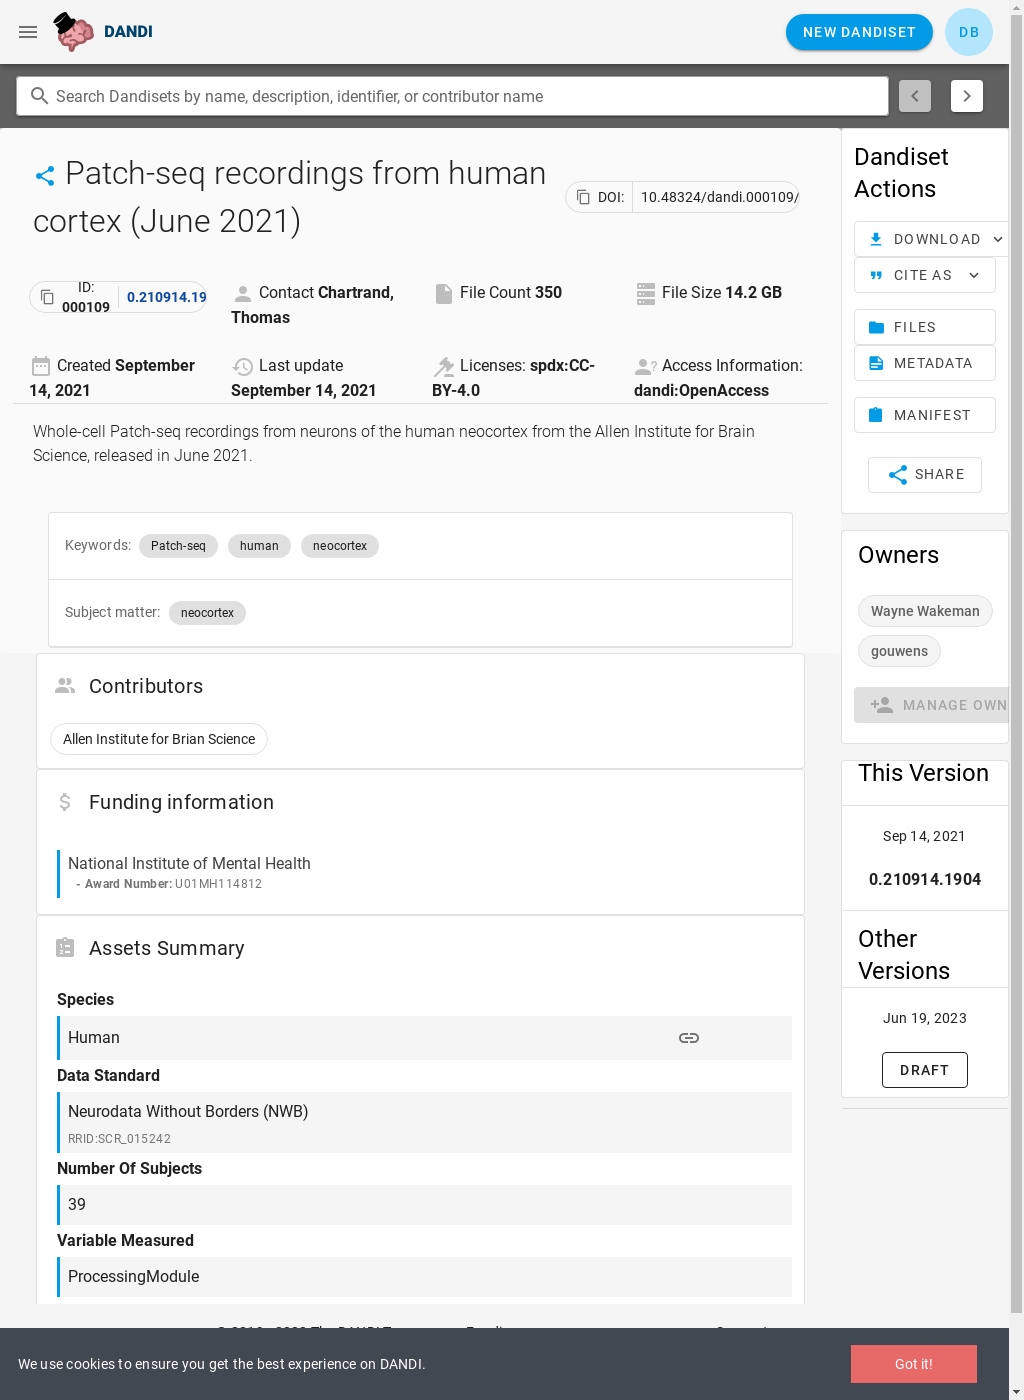 DANDI
NEW DANDISET
DB
Search Dandisets by name, description, identifier, or contributor name
Patch-seq recordings from human
cortex (June 2021)
DOI: 10.48324/dandi.000109/
ID:
000109
0.210914.19
Contact Chartrand,
Thomas
File Count 350
File Size 14.2 GB
Created September
14, 2021
Last update
September 14, 2021
Licenses: spdx:CC-
BY-4.0
Access Information:
dandi:OpenAccess
Whole-cell Patch-seq recordings from neurons of the human neocortex from the Allen Institute for Brain
Science, released in June 2021.
Keywords: Patch-seq human neocortex
Subject matter: neocortex
Contributors
Allen Institute for Brian Science
Funding information
National Institute of Mental Health
- Award Number: U01MH114812
Assets Summary
Species
Human
Data Standard
Neurodata Without Borders (NWB)
RRID:SCR_015242
Number Of Subjects
39
Variable Measured
ProcessingModule
Dandiset
Actions
DOWNLOAD
CITE AS
FILES
METADATA
MANIFEST
SHARE
Owners
Wayne Wakeman
gouwens
MANAGE OWN
This Version
Sep 14, 2021
0.210914.1904
Other
Versions
Jun 19, 2023
DRAFT
We use cookies to ensure you get the best experience on DANDI.
Got it!